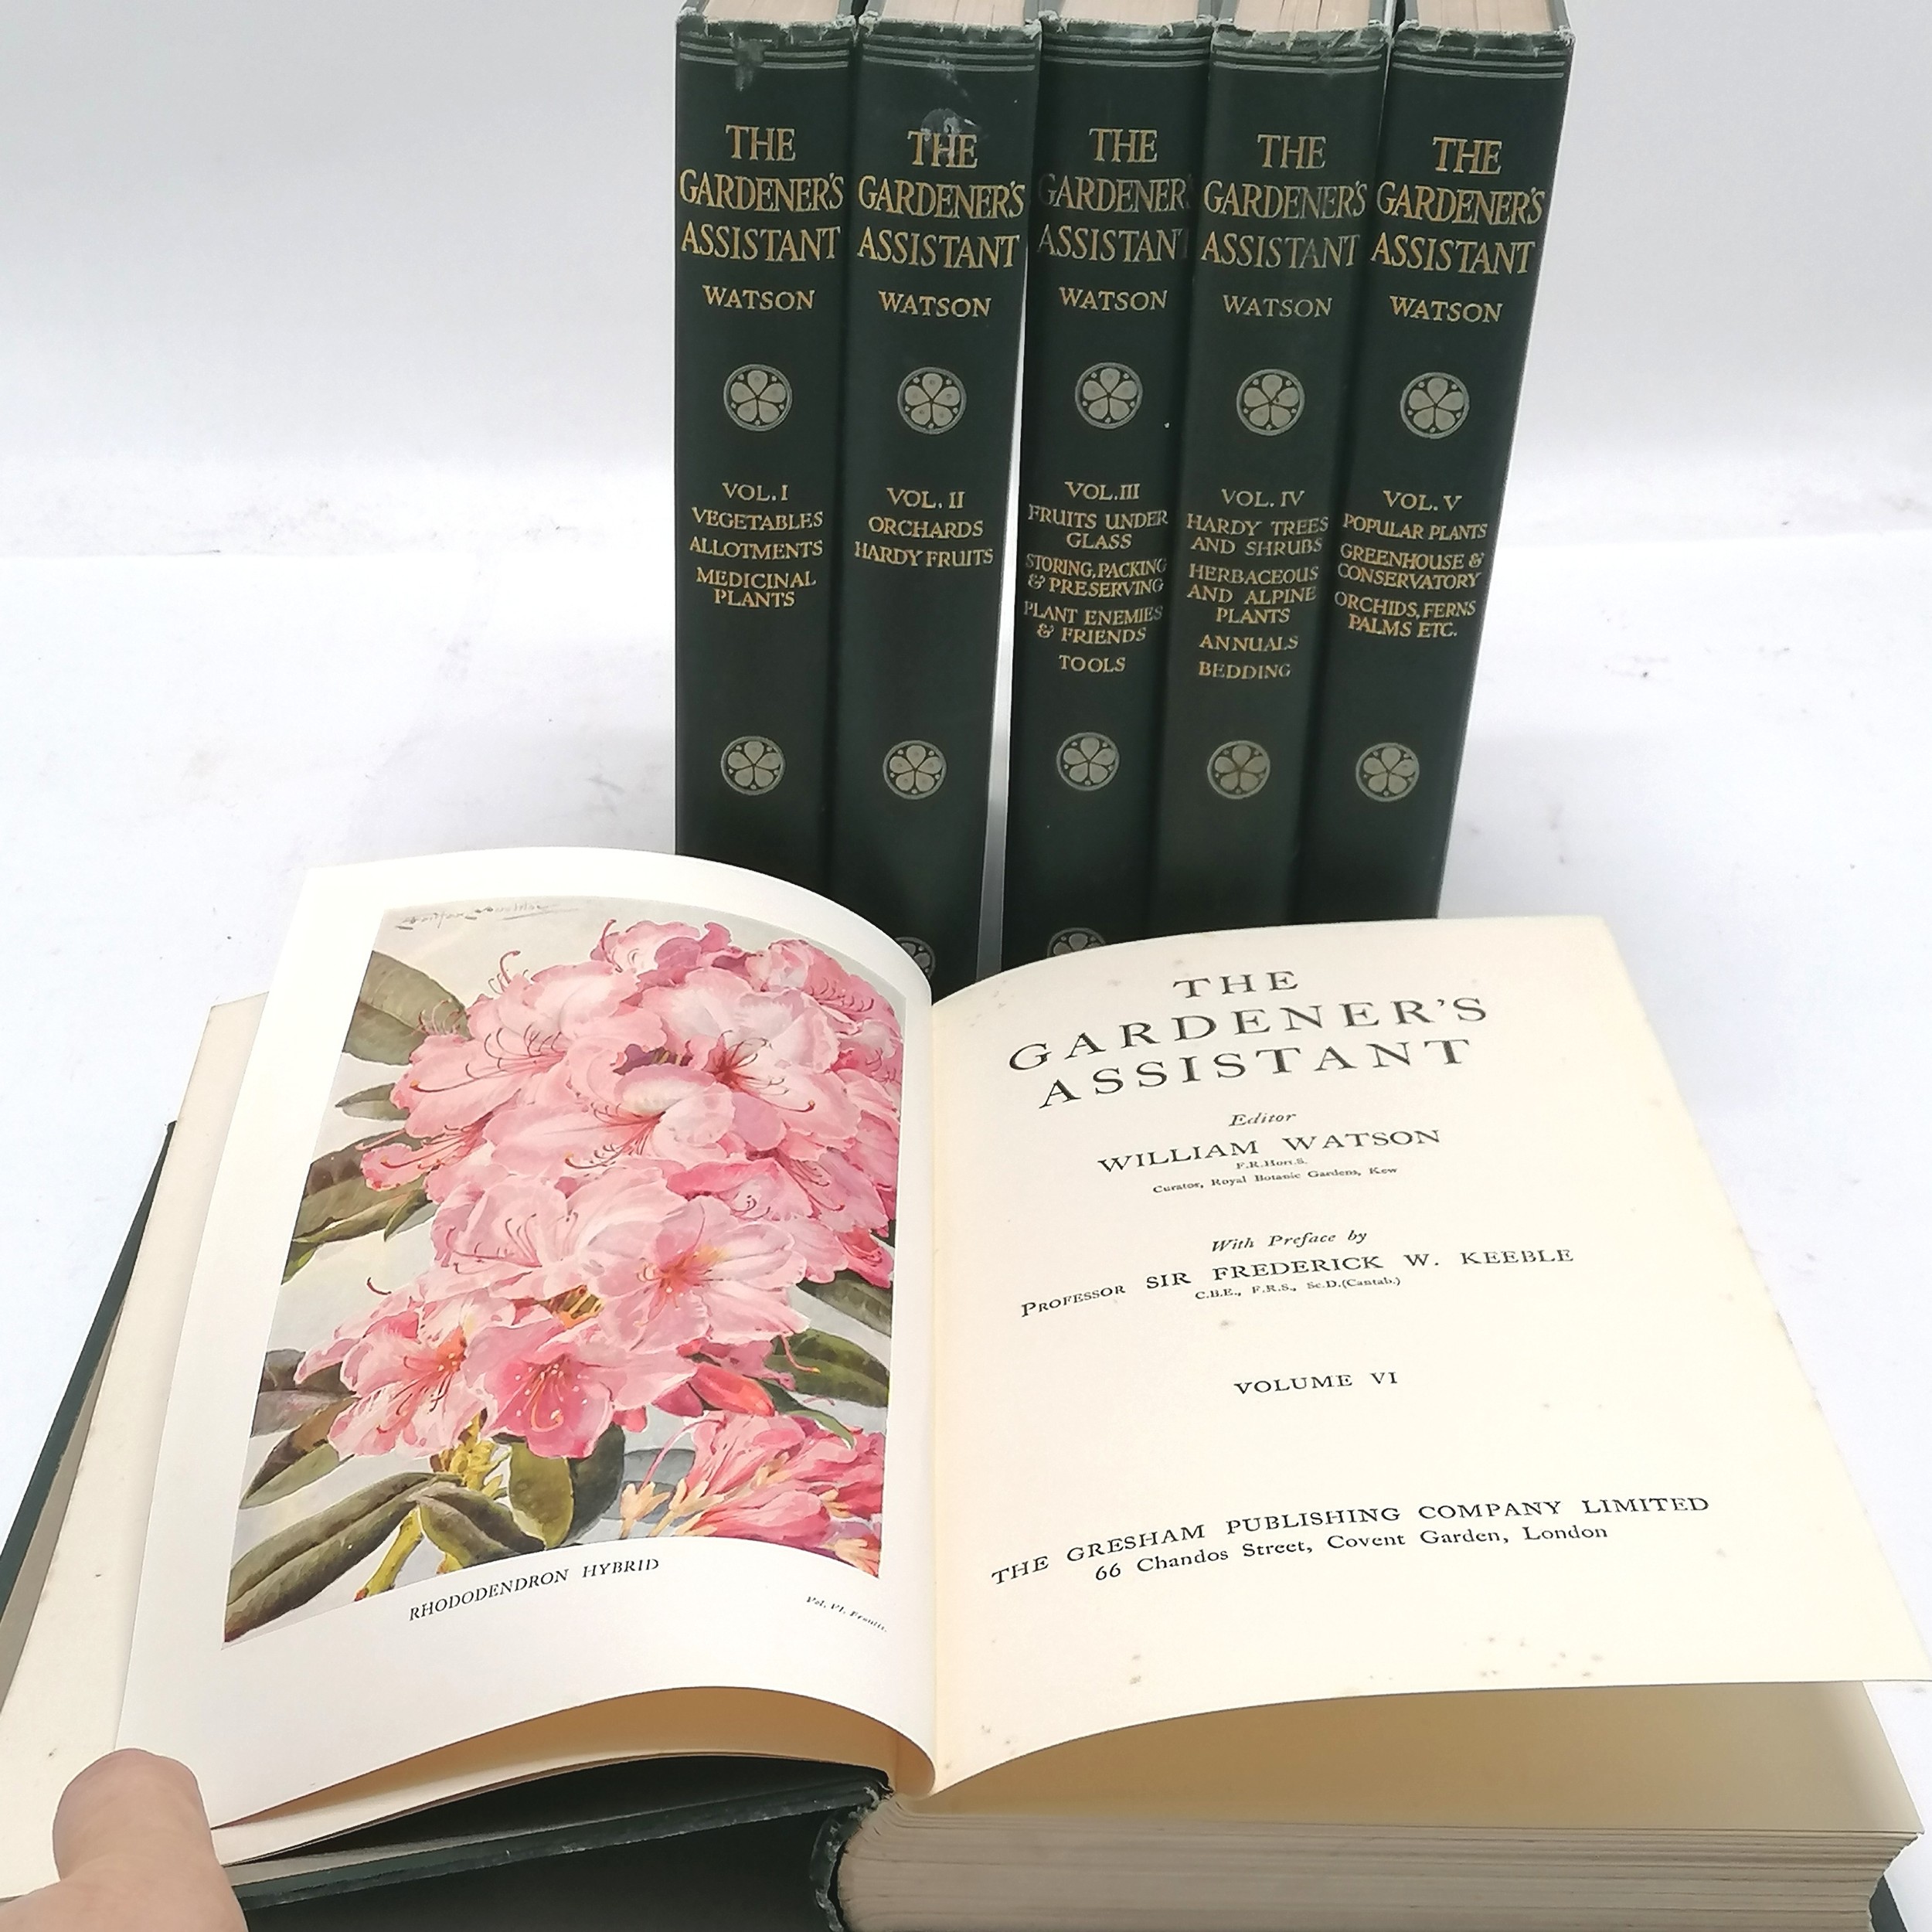 THE
GARDENER'S
ASSISTANT
WATSON
VOL. I
VEGETABLES
ALLOTMENTS
MEDICINAL
PLANTS
THE
GARDENER'S
ASSISTANT
WATSON
VOL. II
ORCHARDS
HARDY FRUITS
THE
GARDENER'S
ASSISTANT
WATSON
VOL. III
FRUITS UNDER
GLASS
STORING, PACKING
& PRESERVING
PLANT ENEMIES
& FRIENDS
TOOLS
THE
GARDENER'S
ASSISTANT
WATSON
VOL. IV
HARDY TREES
AND SHRUBS
HERBACEOUS
AND ALPINE
PLANTS
ANNUALS
BEDDING
THE
GARDENER'S
ASSISTANT
WATSON
VOL. V
POPULAR PLANTS
GREENHOUSE &
CONSERVATORY
ORCHIDS, FERNS
PALMS ETC.
RHODODENDRON HYBRID
Vol. VI. Frontis.
THE
GARDENER'S
ASSISTANT
Editor
WILLIAM WATSON
F.R.Hort.S.
Curator, Royal Botanic Gardens, Kew
With Preface by
PROFESSOR SIR FREDERICK W. KEEBLE
C.B.E., F.R.S., Sc.D.(Cantab.)
VOLUME VI
THE GRESHAM PUBLISHING COMPANY LIMITED
66 Chandos Street, Covent Garden, London